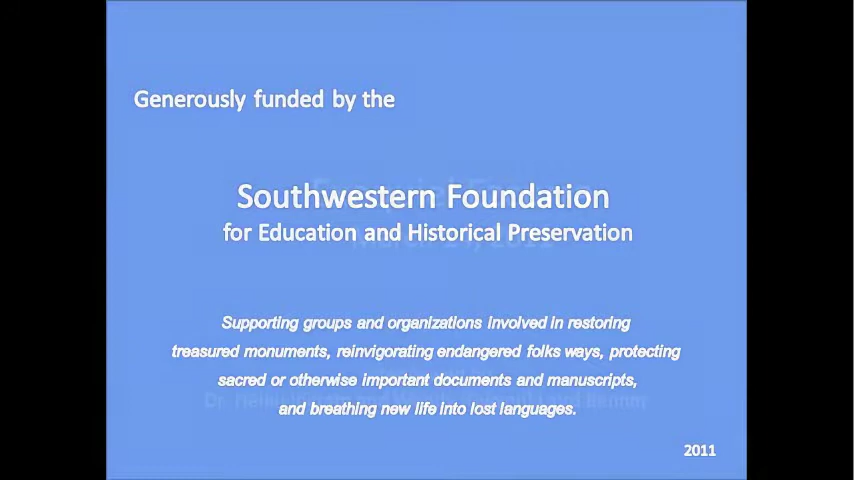 Generously funded by the
Southwestern Foundation
for Education and Historical Preservation
Supporting groups and organizations involved in restoring
treasured monuments, reinvigorating endangered folks ways, protecting
sacred or otherwise important documents and manuscripts,
and breathing new life into lost languages.
2011